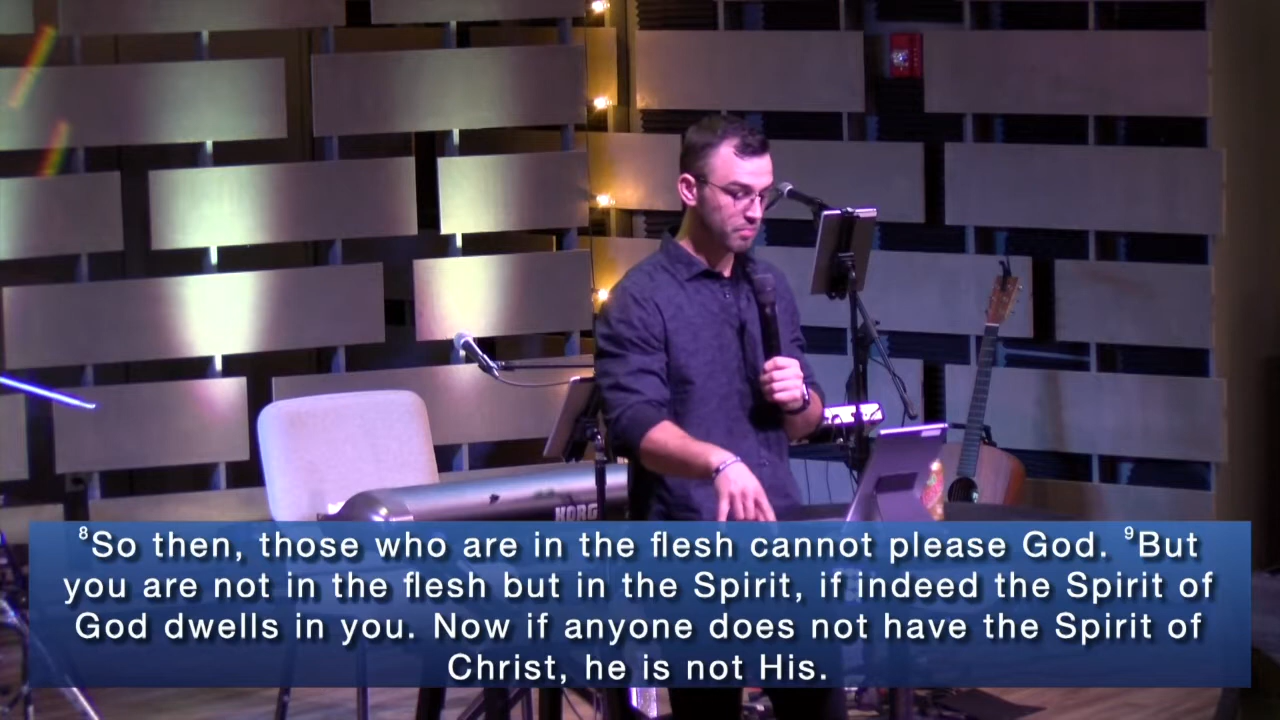 KORG
⁸So then, those who are in the flesh cannot please God. ⁹But
you are not in the flesh but in the Spirit, if indeed the Spirit of
God dwells in you. Now if anyone does not have the Spirit of
Christ, he is not His.